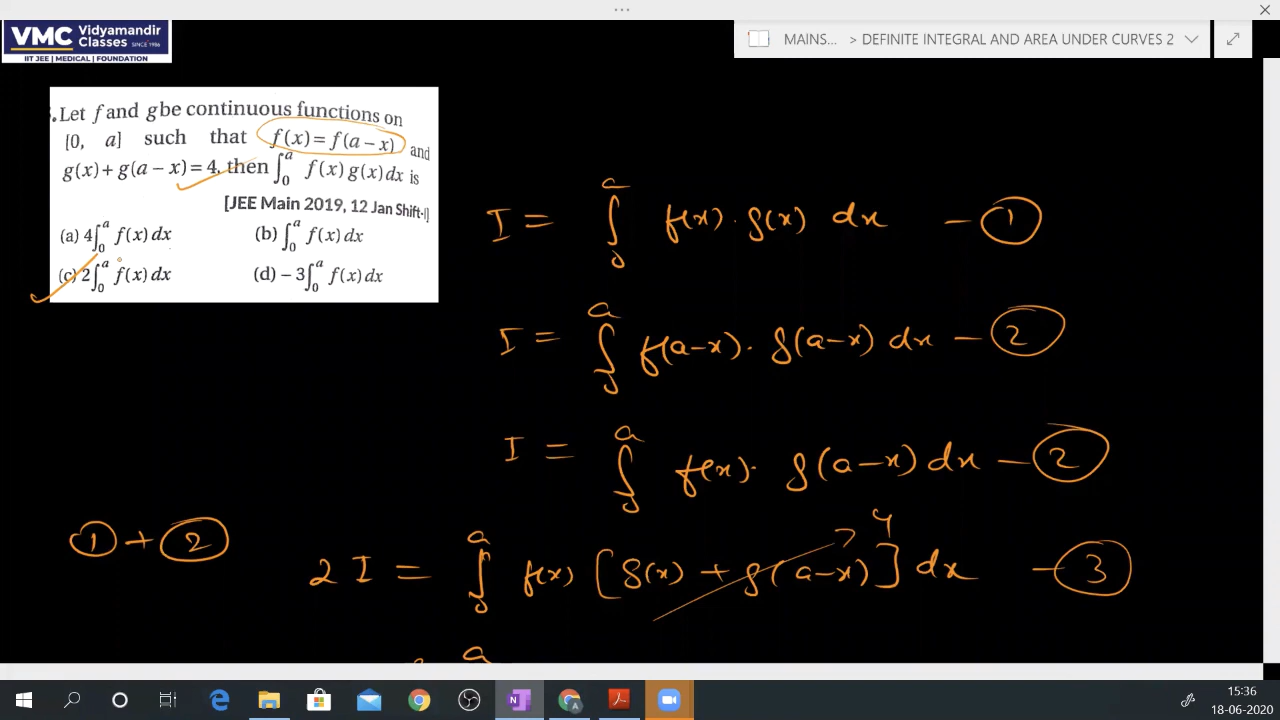 VMC Vidyamandir Classes SINCE 1996
IIT JEE | MEDICAL | FOUNDATION
MAINS... > DEFINITE INTEGRAL AND AREA UNDER CURVES 2
. Let f and g be continuous functions on
[0, a] such that f(x) = f(a – x) and
g(x) + g(a – x) = 4, then ∫₀ᵃ f(x) g(x) dx is
[JEE Main 2019, 12 Jan Shift-I]
(a) 4∫₀ᵃ f(x) dx (b) ∫₀ᵃ f(x) dx
(c) 2∫₀ᵃ f(x) dx (d) – 3∫₀ᵃ f(x) dx
I = ∫₀ᵃ f(x) · g(x) dx – ①
I = ∫₀ᵃ f(a–x) · g(a–x) dx – ②
I = ∫₀ᵃ f(x) · g(a–x) dx – ②
① + ②
2 I = ∫₀ᵃ f(x) [g(x) + g(a–x)] dx – ③
4
a
15:36
18-06-2020